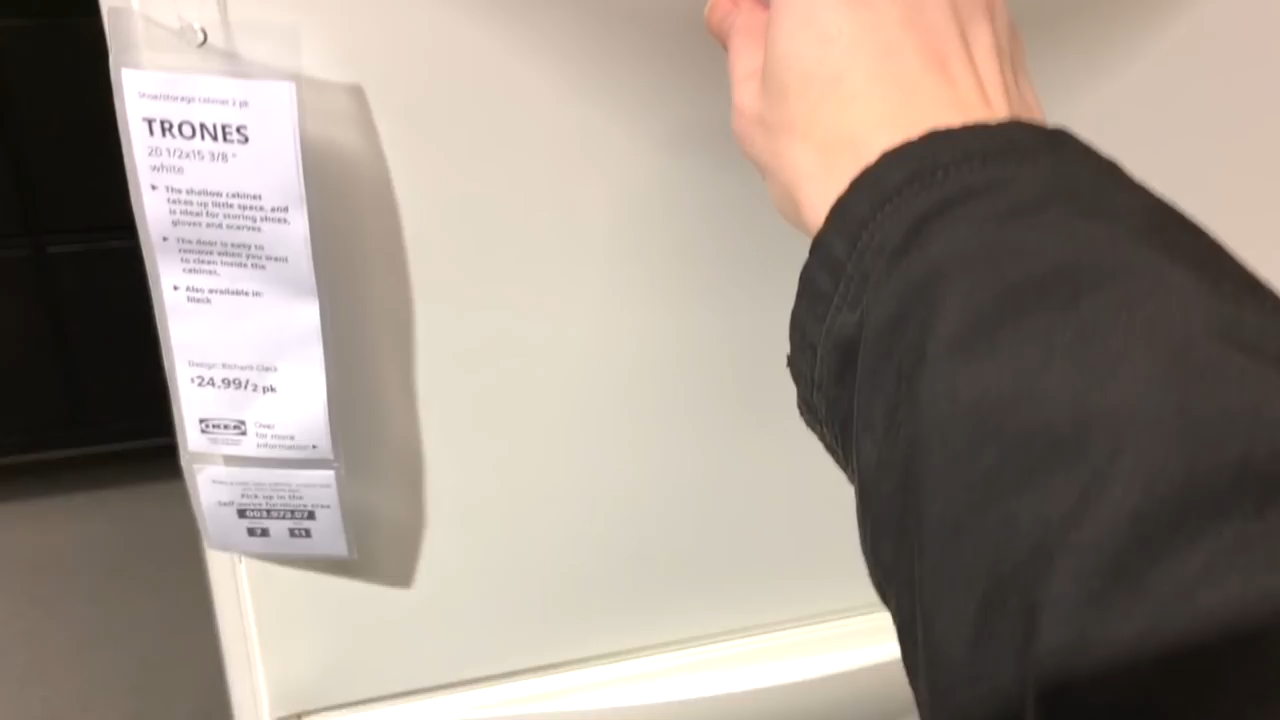 Shoe/storage cabinet 2 pk
TRONES
20 1/2x15 3/8 "
white
The shallow cabinet
takes up little space, and
is ideal for storing shoes,
gloves and scarves.
The door is easy to
remove when you want
to clean inside the
cabinet.
Also available in:
black
Design: Richard Clack
$24.99/2 pk
IKEA
Over
for more
information
Pick up in the
Self serve furniture area
003.973.07
7 11